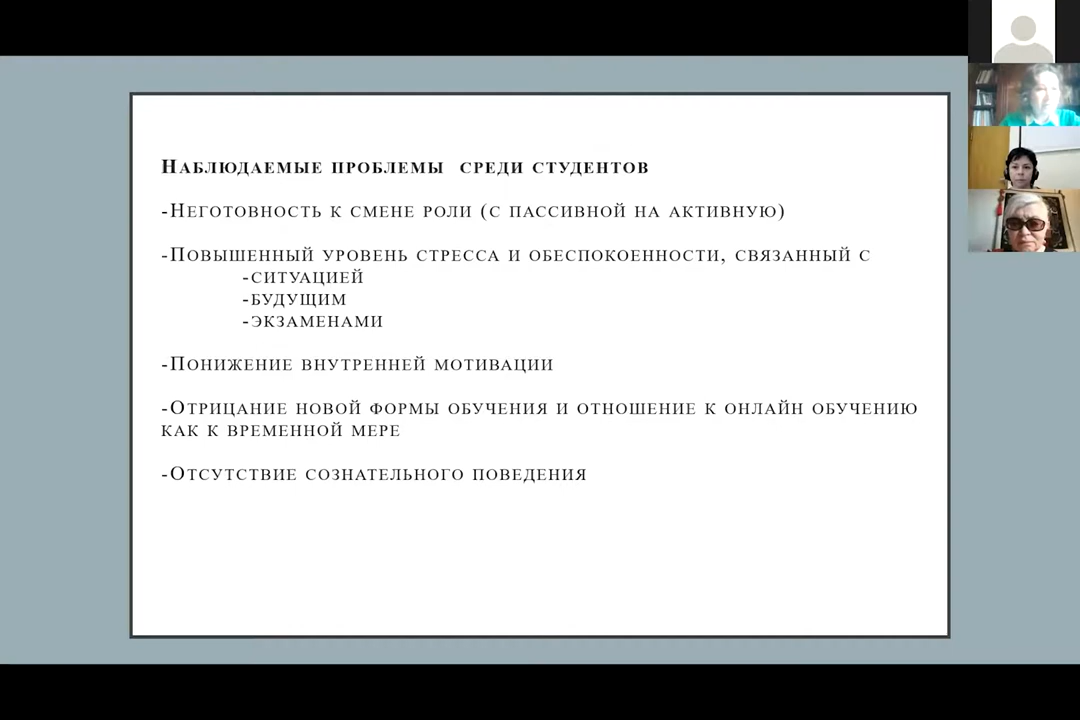 Наблюдаемые проблемы среди студентов
-Неготовность к смене роли (с пассивной на активную)
-Повышенный уровень стресса и обеспокоенности, связанный с
-ситуацией
-будущим
-экзаменами
-Понижение внутренней мотивации
-Отрицание новой формы обучения и отношение к онлайн обучению
как к временной мере
-Отсутствие сознательного поведения